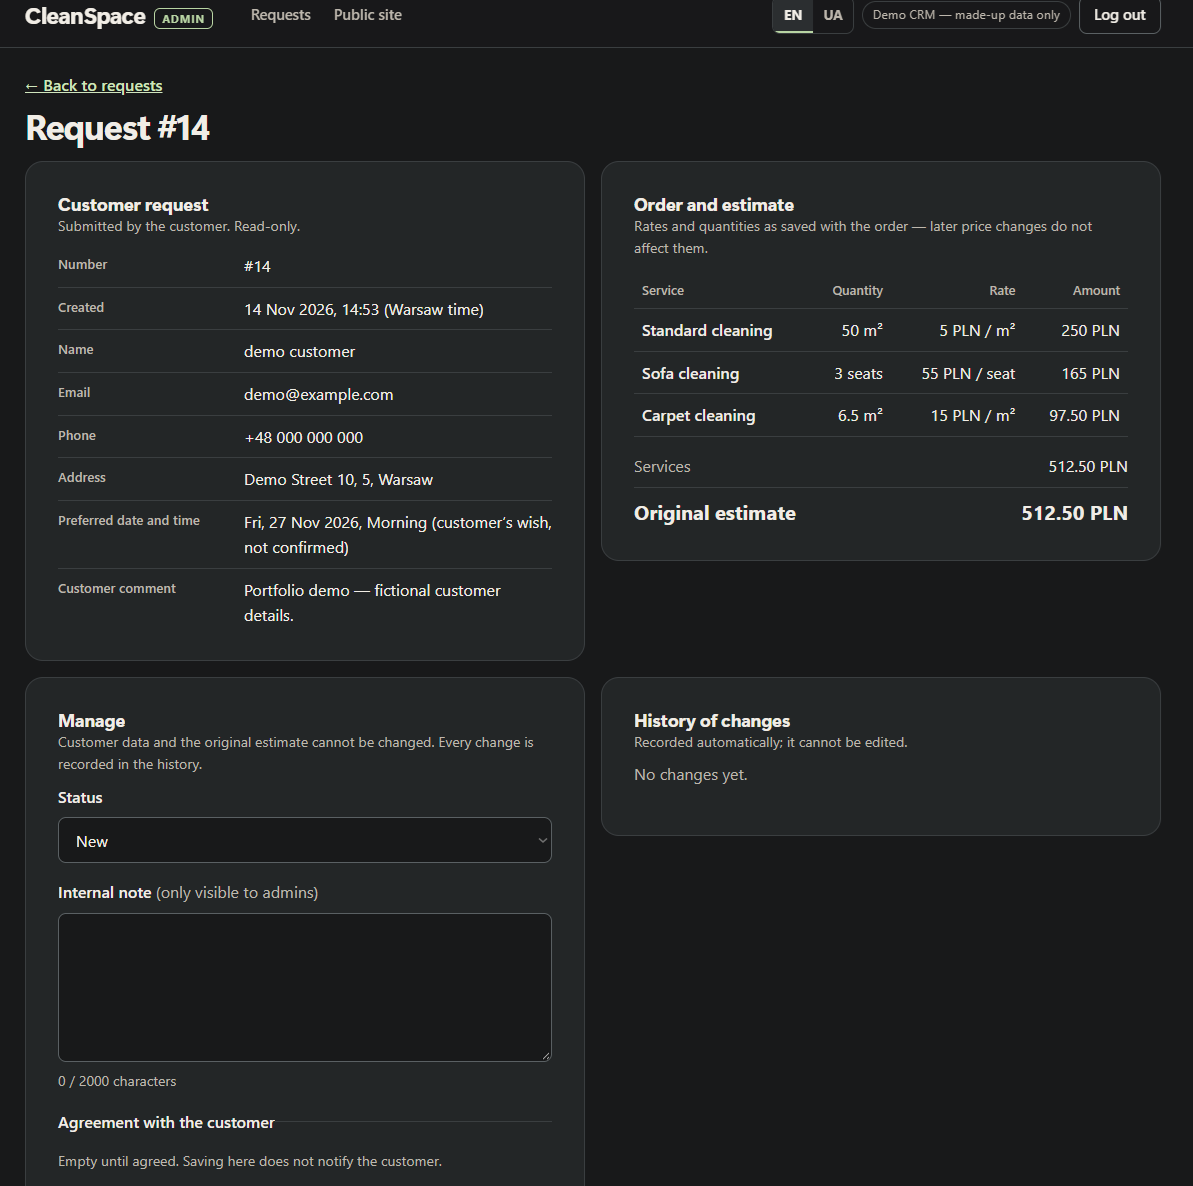 CleanSpace ADMIN Requests Public site EN UA Demo CRM — made-up data only Log out
← Back to requests
Request #14
Customer request
Submitted by the customer. Read-only.
Number #14
Created 14 Nov 2026, 14:53 (Warsaw time)
Name demo customer
Email demo@example.com
Phone +48 000 000 000
Address Demo Street 10, 5, Warsaw
Preferred date and time Fri, 27 Nov 2026, Morning (customer’s wish,
not confirmed)
Customer comment Portfolio demo — fictional customer
details.
Order and estimate
Rates and quantities as saved with the order — later price changes do not
affect them.
Service Quantity Rate Amount
Standard cleaning 50 m² 5 PLN / m² 250 PLN
Sofa cleaning 3 seats 55 PLN / seat 165 PLN
Carpet cleaning 6.5 m² 15 PLN / m² 97.50 PLN
Services 512.50 PLN
Original estimate 512.50 PLN
Manage
Customer data and the original estimate cannot be changed. Every change is
recorded in the history.
Status
New
Internal note (only visible to admins)
0 / 2000 characters
Agreement with the customer
Empty until agreed. Saving here does not notify the customer.
History of changes
Recorded automatically; it cannot be edited.
No changes yet.